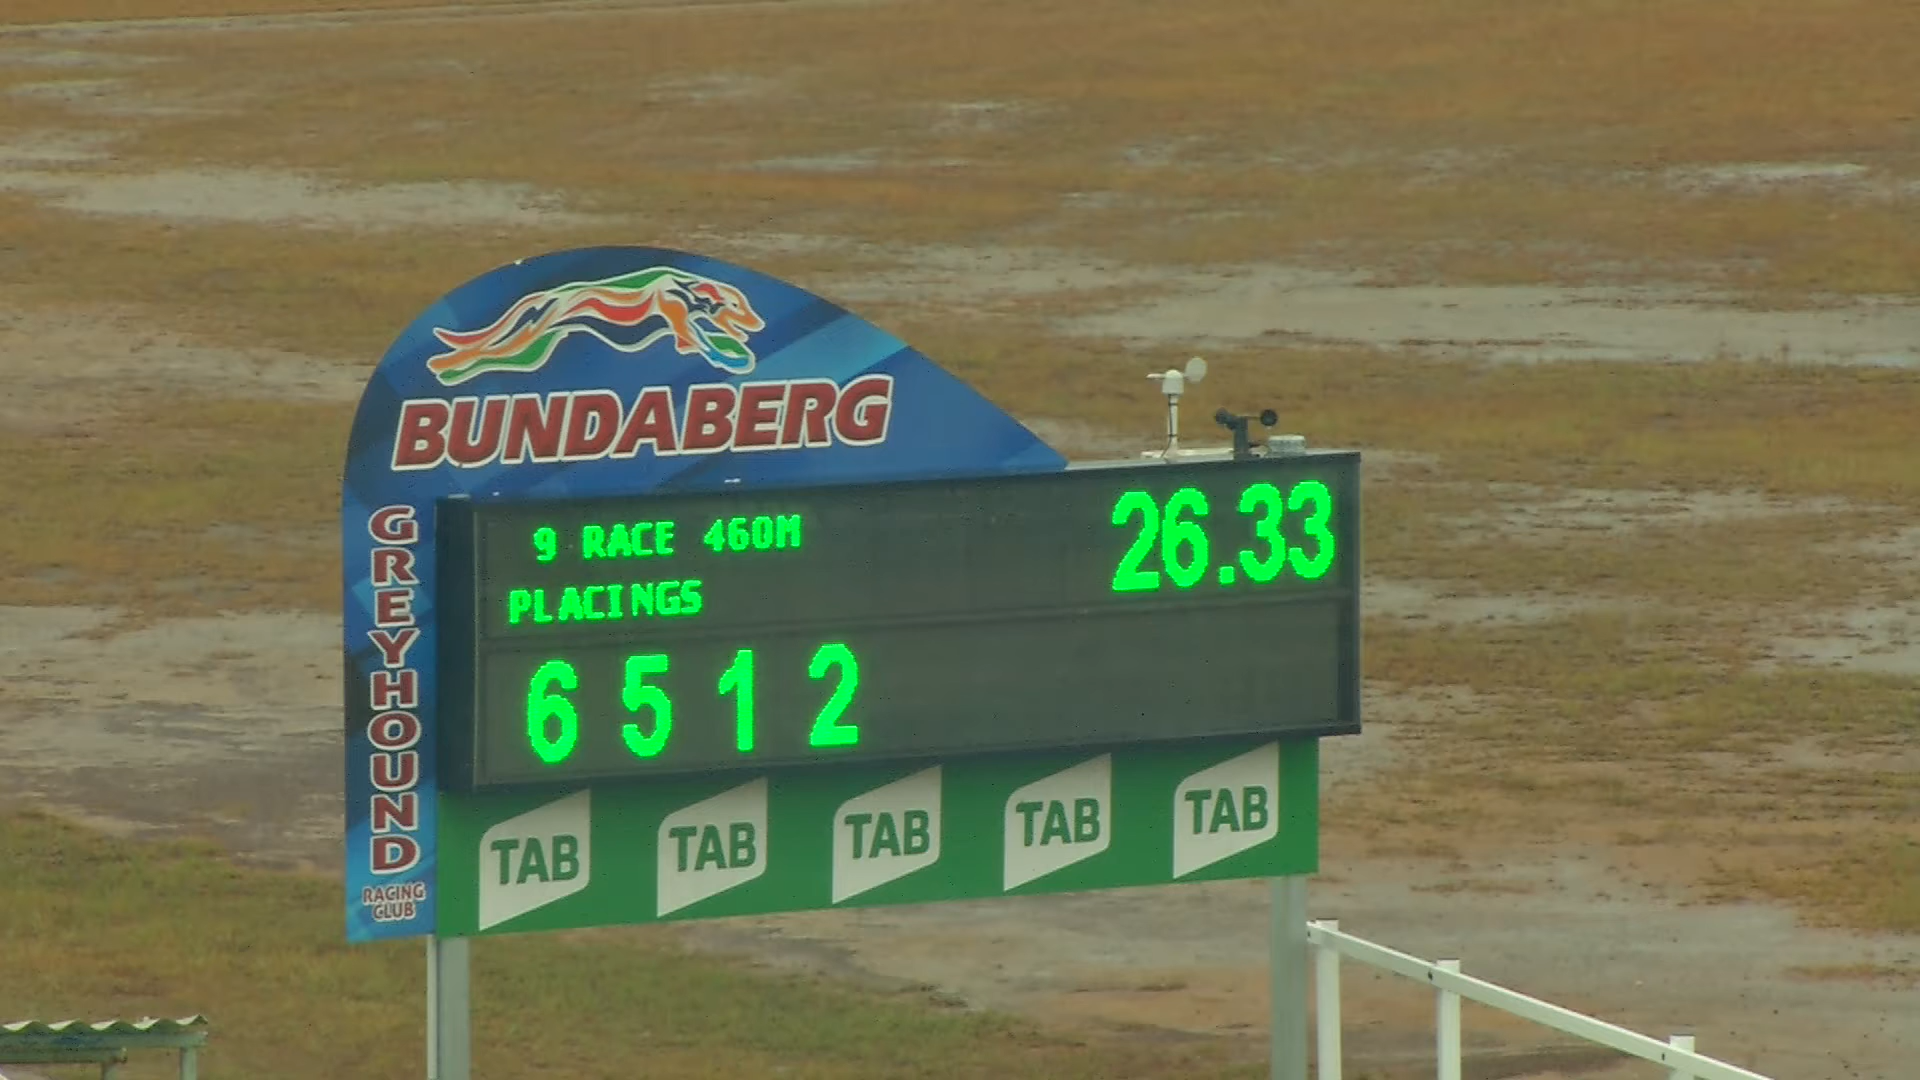 BUNDABERG
GREYHOUND
RACING
CLUB
9 RACE 460M
26.33
PLACINGS
6 5 1 2
TAB TAB TAB TAB TAB